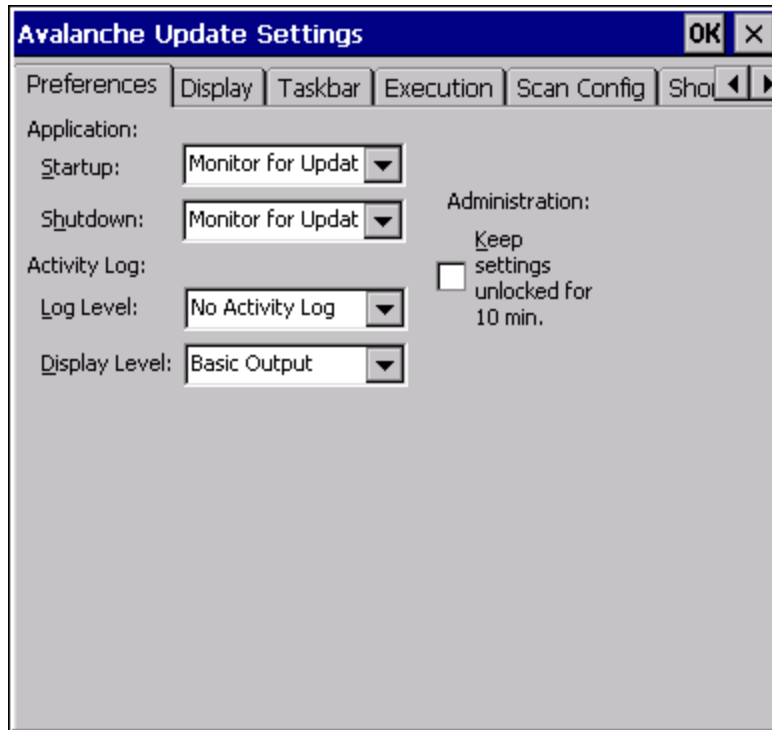 Avalanche Update Settings OK
Preferences Display Taskbar Execution Scan Config
Application:
Startup: Monitor for Updat
Shutdown: Monitor for Updat
Administration:
Keep
settings
unlocked for
10 min.
Activity Log:
Log Level: No Activity Log
Display Level: Basic Output